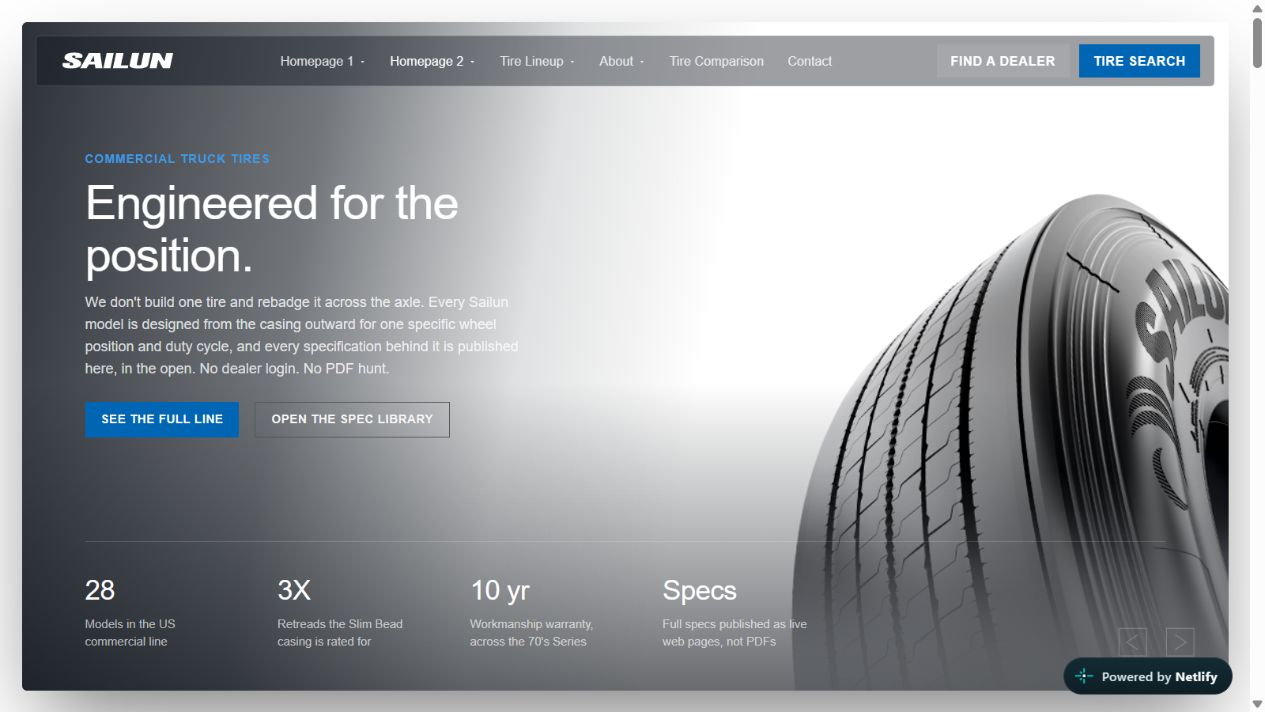 SAILUN
Homepage 1
Homepage 2
Tire Lineup
About
Tire Comparison
Contact
FIND A DEALER
TIRE SEARCH
COMMERCIAL TRUCK TIRES
Engineered for the
position.
We don't build one tire and rebadge it across the axle. Every Sailun
model is designed from the casing outward for one specific wheel
position and duty cycle, and every specification behind it is published
here, in the open. No dealer login. No PDF hunt.
SEE THE FULL LINE
OPEN THE SPEC LIBRARY
SAILUN
28
Models in the US
commercial line
3X
Retreads the Slim Bead
casing is rated for
10 yr
Workmanship warranty,
across the 70's Series
Specs
Full specs published as live
web pages, not PDFs
Powered by Netlify